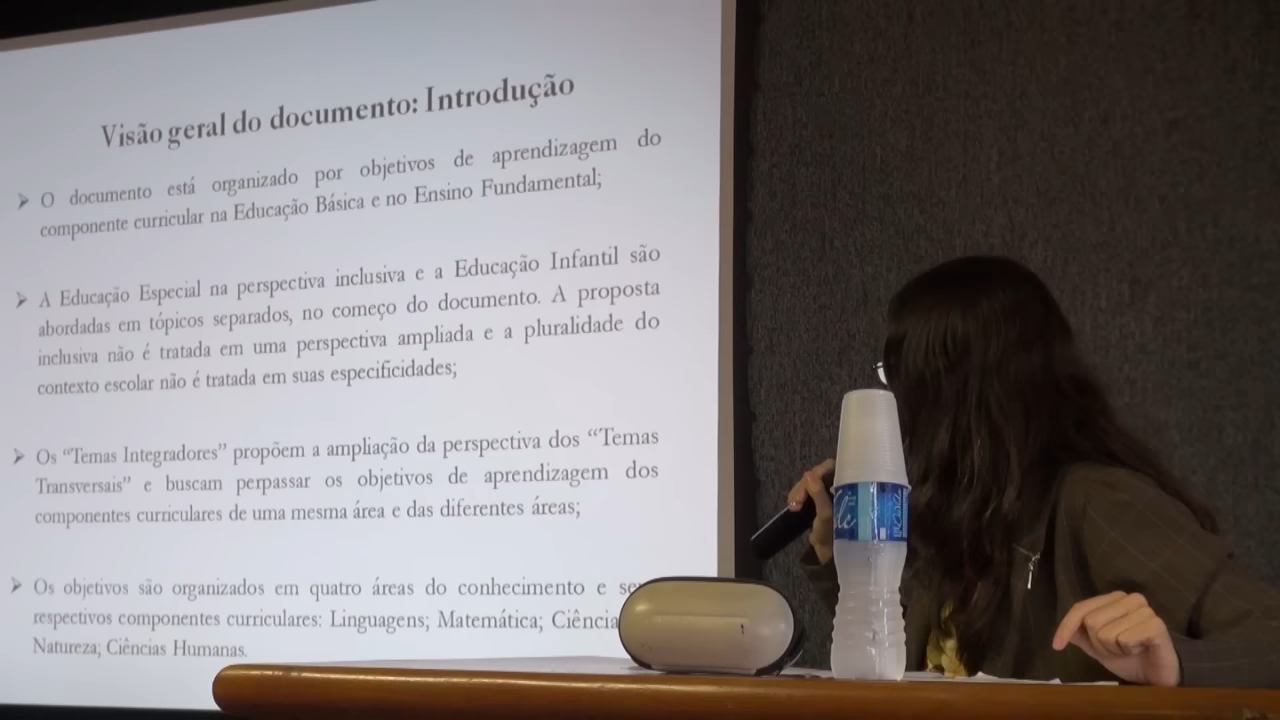 Visão geral do documento: Introdução
O documento está organizado por objetivos de aprendizagem do
componente curricular na Educação Básica e no Ensino Fundamental;
A Educação Especial na perspectiva inclusiva e a Educação Infantil são
abordadas em tópicos separados, no começo do documento. A proposta
inclusiva não é tratada em uma perspectiva ampliada e a pluralidade do
contexto escolar não é tratada em suas especificidades;
Os “Temas Integradores” propõem a ampliação da perspectiva dos “Temas
Transversais” e buscam perpassar os objetivos de aprendizagem dos
componentes curriculares de uma mesma área e das diferentes áreas;
Os objetivos são organizados em quatro áreas do conhecimento e
respectivos componentes curriculares: Linguagens; Matemática;
Natureza; Ciências Humanas.